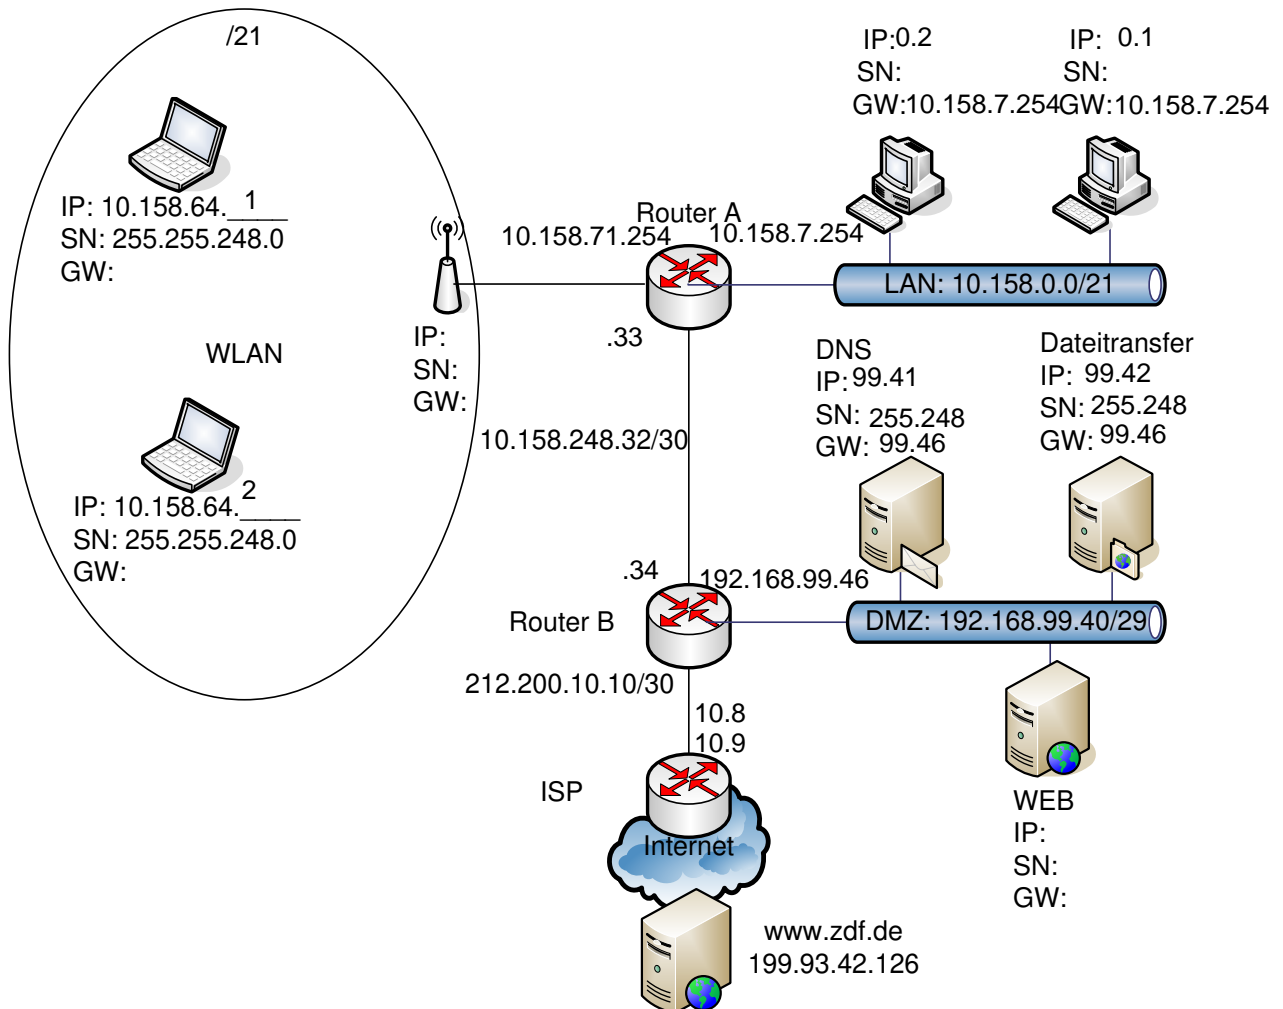 /21
IP: 10.158.64.____ 1
SN: 255.255.248.0
GW:
WLAN
IP: 10.158.64.____ 2
SN: 255.255.248.0
GW:
IP:
SN:
GW:
10.158.71.254
Router A
10.158.7.254
.33
10.158.248.32/30
.34
IP:0.2
SN:
GW:10.158.7.254
IP: 0.1
SN:
GW:10.158.7.254
LAN: 10.158.0.0/21
DNS
IP: 99.41
SN: 255.248
GW: 99.46
Dateitransfer
IP: 99.42
SN: 255.248
GW: 99.46
192.168.99.46
Router B
DMZ: 192.168.99.40/29
212.200.10.10/30
10.8
10.9
ISP
Internet
WEB
IP:
SN:
GW:
www.zdf.de
199.93.42.126